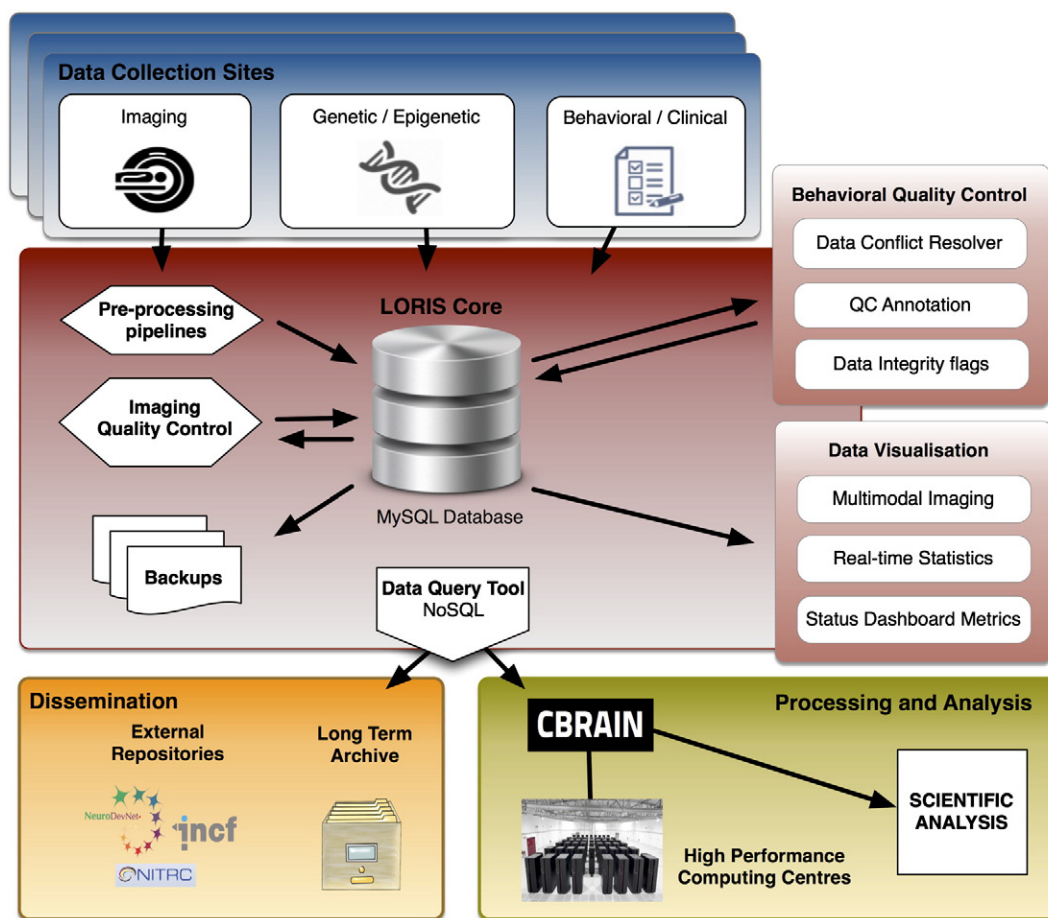 Data Collection Sites
Imaging
Genetic / Epigenetic
Behavioral / Clinical
Behavioral Quality Control
Data Conflict Resolver
QC Annotation
Data Integrity flags
LORIS Core
Pre-processing
pipelines
Imaging
Quality Control
MySQL Database
Backups
Data Query Tool
NoSQL
Data Visualisation
Multimodal Imaging
Real-time Statistics
Status Dashboard Metrics
Dissemination
External
Repositories
NeuroDevNet
incf
NITRC
Long Term
Archive
Processing and Analysis
CBRAIN
High Performance
Computing Centres
SCIENTIFIC
ANALYSIS